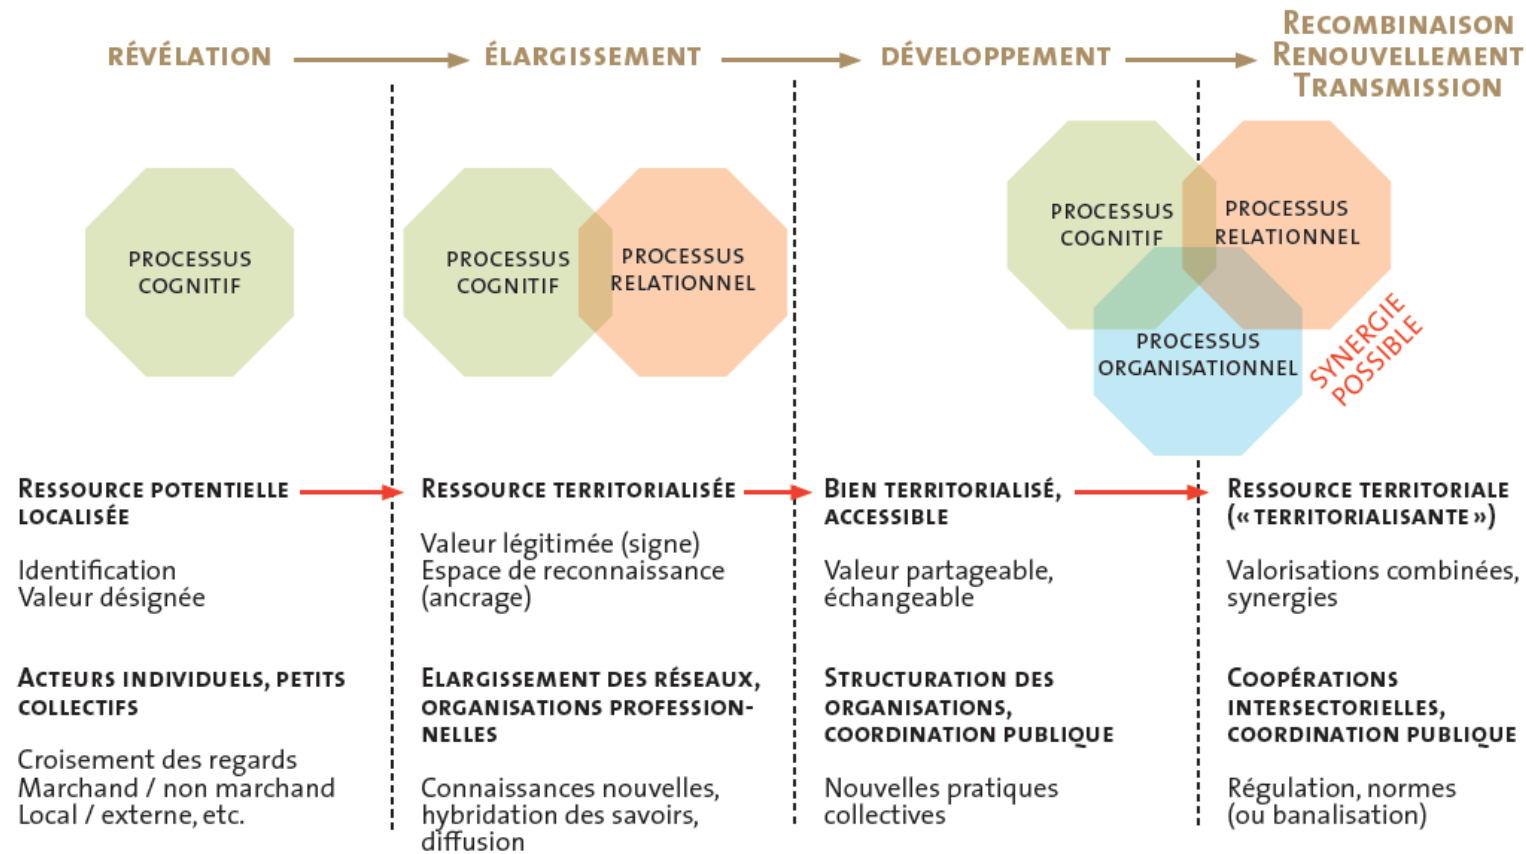 RÉVÉLATION
ÉLARGISSEMENT
DÉVELOPPEMENT
RECOMBINAISON
RENOUVELLEMENT
TRANSMISSION
PROCESSUS
COGNITIF
PROCESSUS
COGNITIF
PROCESSUS
RELATIONNEL
PROCESSUS
COGNITIF
PROCESSUS
RELATIONNEL
PROCESSUS
ORGANISATIONNEL
SYNERGIE
POSSIBLE
RESSOURCE POTENTIELLE
LOCALISÉE
Identification
Valeur désignée
ACTEURS INDIVIDUELS, PETITS
COLLECTIFS
Croisement des regards
Marchand / non marchand
Local / externe, etc.
RESSOURCE TERRITORIALISÉE
Valeur légitimée (signe)
Espace de reconnaissance
(ancrage)
ELARGISSEMENT DES RÉSEAUX,
ORGANISATIONS PROFESSION-
NELLES
Connaissances nouvelles,
hybridation des savoirs,
diffusion
BIEN TERRITORIALISÉ,
ACCESSIBLE
Valeur partageable,
échangeable
STRUCTURATION DES
ORGANISATIONS,
COORDINATION PUBLIQUE
Nouvelles pratiques
collectives
RESSOURCE TERRITORIALE
(« TERRITORIALISANTE »)
Valorisations combinées,
synergies
COOPÉRATIONS
INTERSECTORIELLES,
COORDINATION PUBLIQUE
Régulation, normes
(ou banalisation)